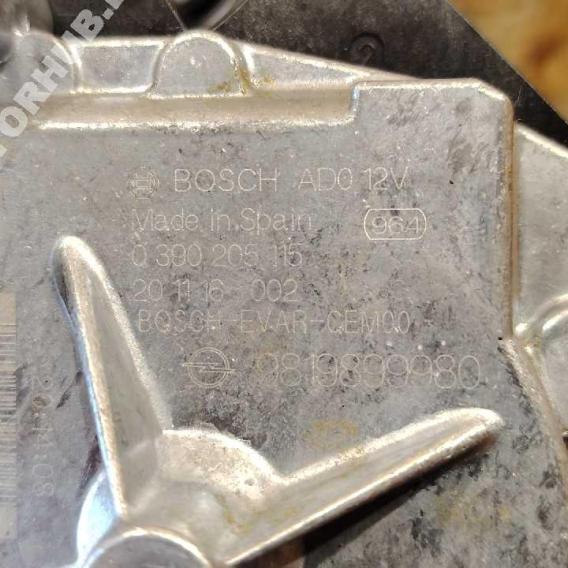 BOSCH AD0 12V
Made in Spain 964
0 390 205 115
20 11 16 002
BOSCH-EVAR-CEM00
9819899980